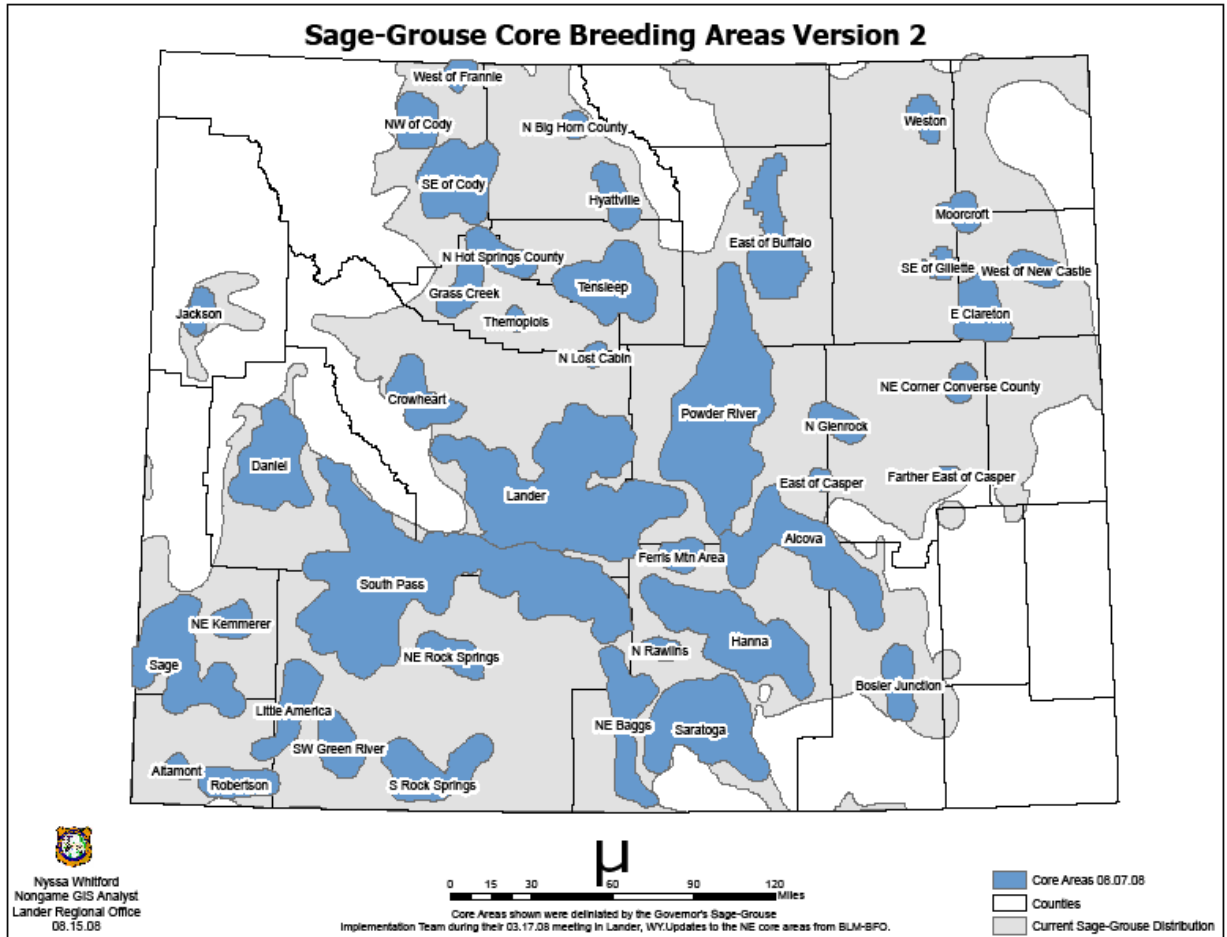 Sage-Grouse Core Breeding Areas Version 2
West of Frannie
NW of Cody
N Big Horn County
Weston
SE of Cody
Hyattville
Moorcroft
East of Buffalo
N Hot Springs County
SE of Gillette
West of New Castle
Tensleep
Grass Creek
Jackson
Themoplois
E Clareton
N Lost Cabin
NE Corner Converse County
Crowheart
Powder River
N Glenrock
Daniel
Lander
East of Casper
Farther East of Casper
Alcova
Ferris Mtn Area
South Pass
NE Kemmerer
Hanna
N Rawlins
NE Rock Springs
Sage
Bosler Junction
Little America
NE Baggs
Saratoga
SW Green River
Altamont
Robertson
S Rock Springs
µ
Nyssa Whitford
Nongame GIS Analyst
Lander Regional Office
08.15.08
0 15 30 60 90 120
Miles
Core Areas shown were deliniated by the Governor's Sage-Grouse
Implementation Team during their 03.17.08 meeting in Lander, WY.Updates to the NE core areas from BLM-BFO.
Core Areas 08.07.08
Counties
Current Sage-Grouse Distribution